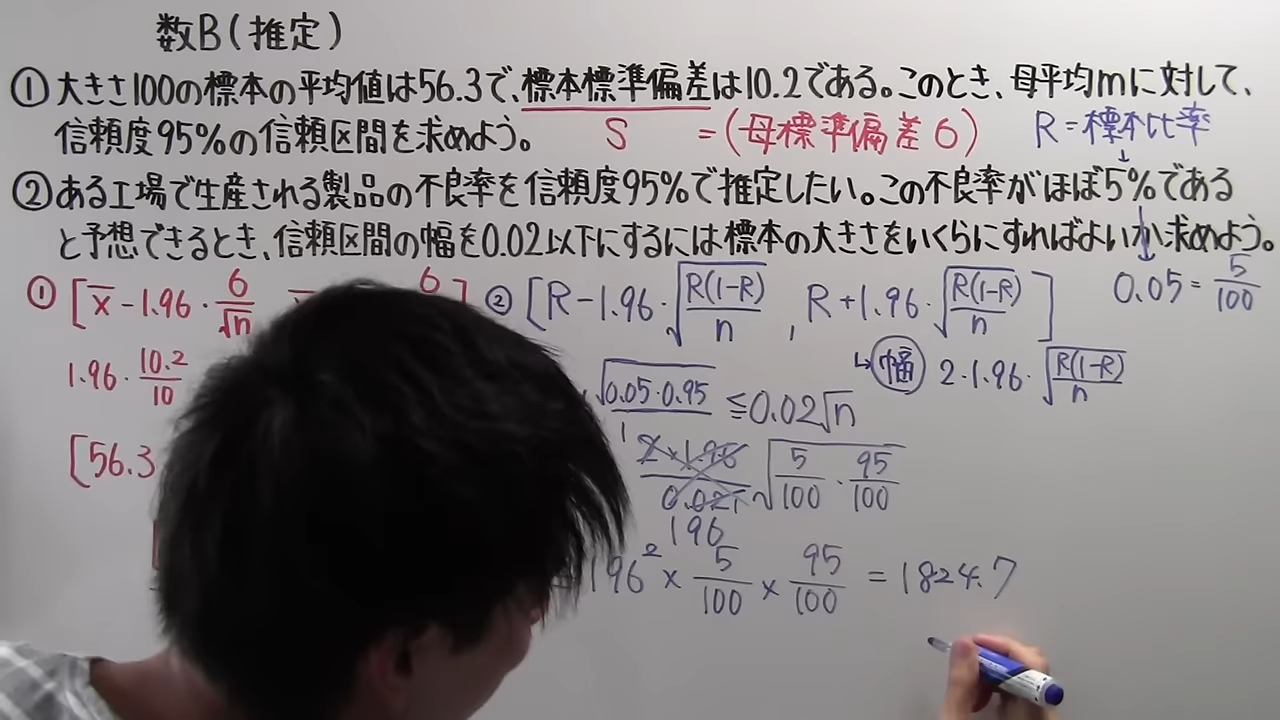 数B(推定)
①大きさ100の標本の平均値は56.3で、標本標準偏差は10.2である。このとき、母平均mに対して、
信頼度95%の信頼区間を求めよう。
S =(母標準偏差6)
R=標本比率
②ある工場で生産される製品の不良率を信頼度95%で推定したい。この不良率がほぼ5%である
と予想できるとき、信頼区間の幅を0.02以下にするには標本の大きさをいくらにすればよいか求めよう。
0.05 = 5/100
① [x̄ - 1.96・6/√n
6 ]
1.96・10.2/10
[56.3
② [R-1.96・√(R(1-R)/n) , R+1.96・√(R(1-R)/n)]
↳幅 2・1.96・√(R(1-R)/n)
√(0.05・0.95) ≦0.02√n
1 2×1.96/0.021 √(5/100・95/100)
196
196²×5/100×95/100 = 1824.7